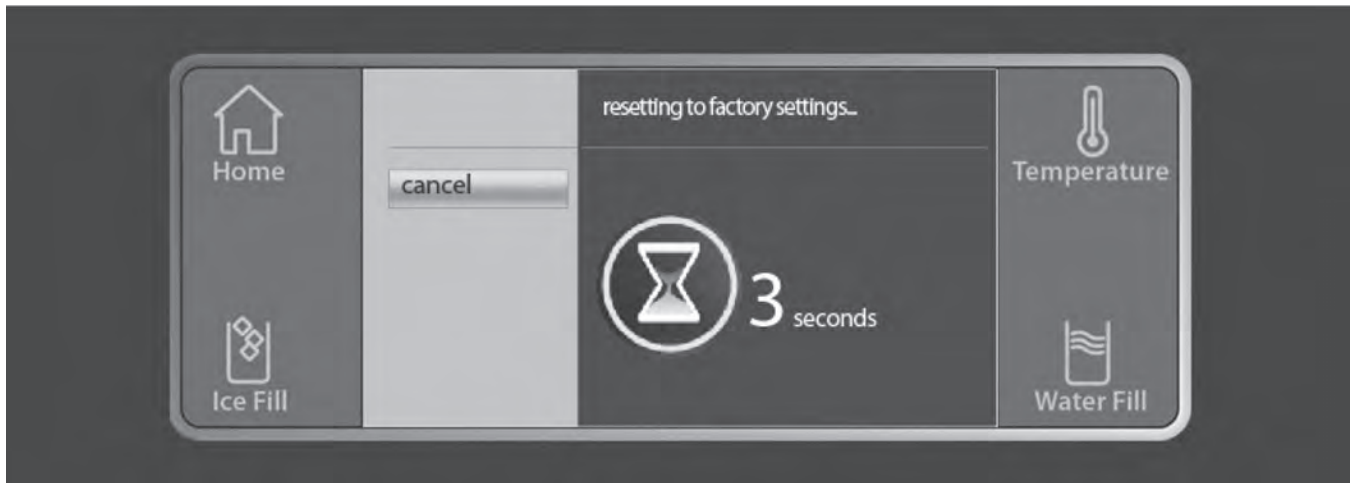 Home
Ice Fill
cancel
resetting to factory settings...
3 seconds
Temperature
Water Fill